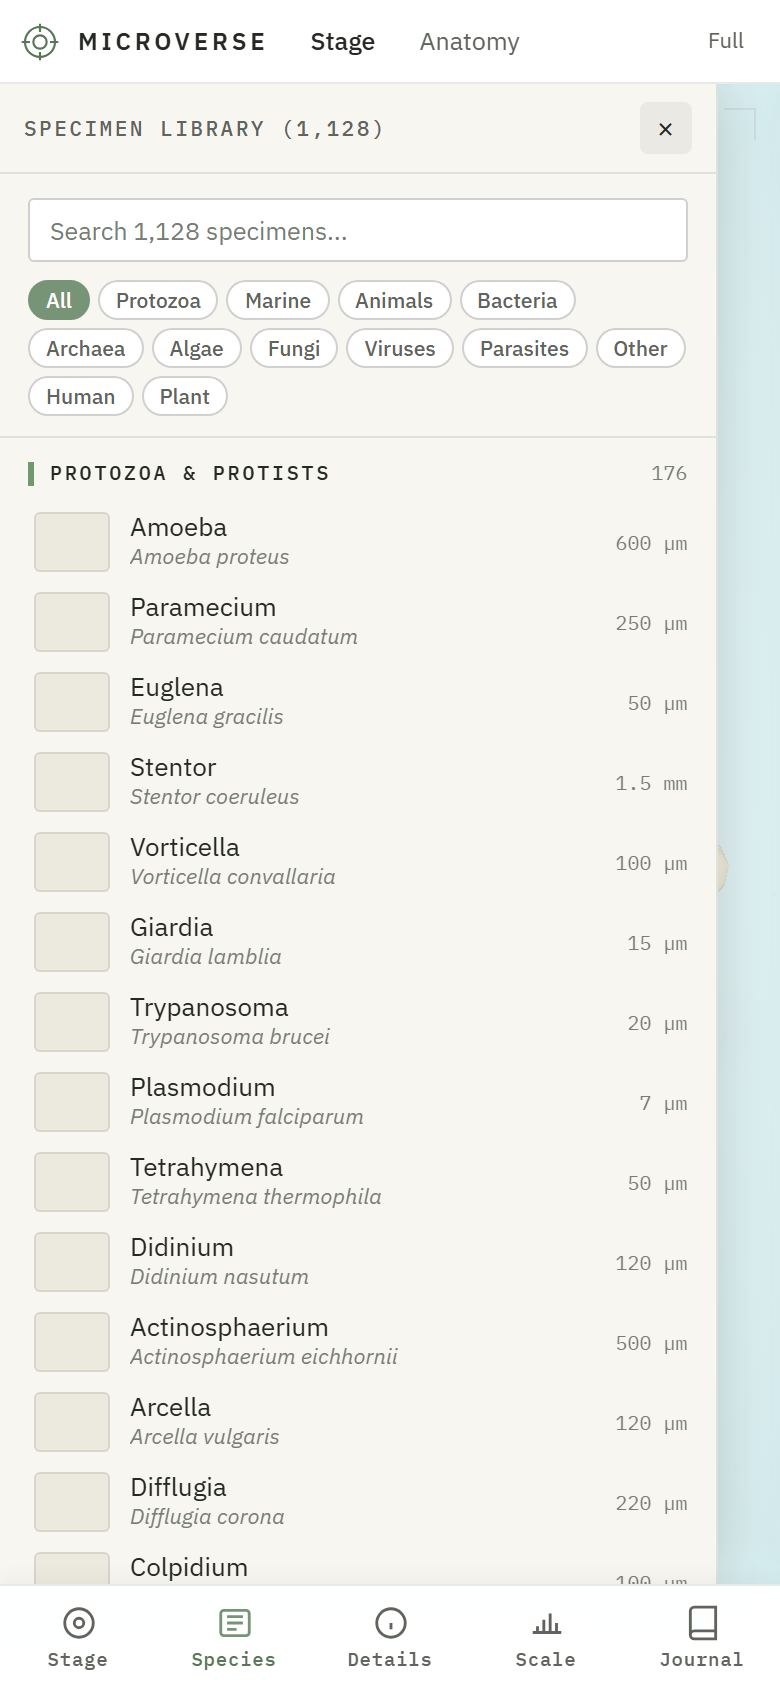 MICROVERSE Stage Anatomy Full
SPECIMEN LIBRARY (1,128) ×
Search 1,128 specimens...
All Protozoa Marine Animals Bacteria
Archaea Algae Fungi Viruses Parasites Other
Human Plant
PROTOZOA & PROTISTS 176
Amoeba
Amoeba proteus 600 µm
Paramecium
Paramecium caudatum 250 µm
Euglena
Euglena gracilis 50 µm
Stentor
Stentor coeruleus 1.5 mm
Vorticella
Vorticella convallaria 100 µm
Giardia
Giardia lamblia 15 µm
Trypanosoma
Trypanosoma brucei 20 µm
Plasmodium
Plasmodium falciparum 7 µm
Tetrahymena
Tetrahymena thermophila 50 µm
Didinium
Didinium nasutum 120 µm
Actinosphaerium
Actinosphaerium eichhornii 500 µm
Arcella
Arcella vulgaris 120 µm
Difflugia
Difflugia corona 220 µm
Colpidium
100 µm
Stage Species Details Scale Journal